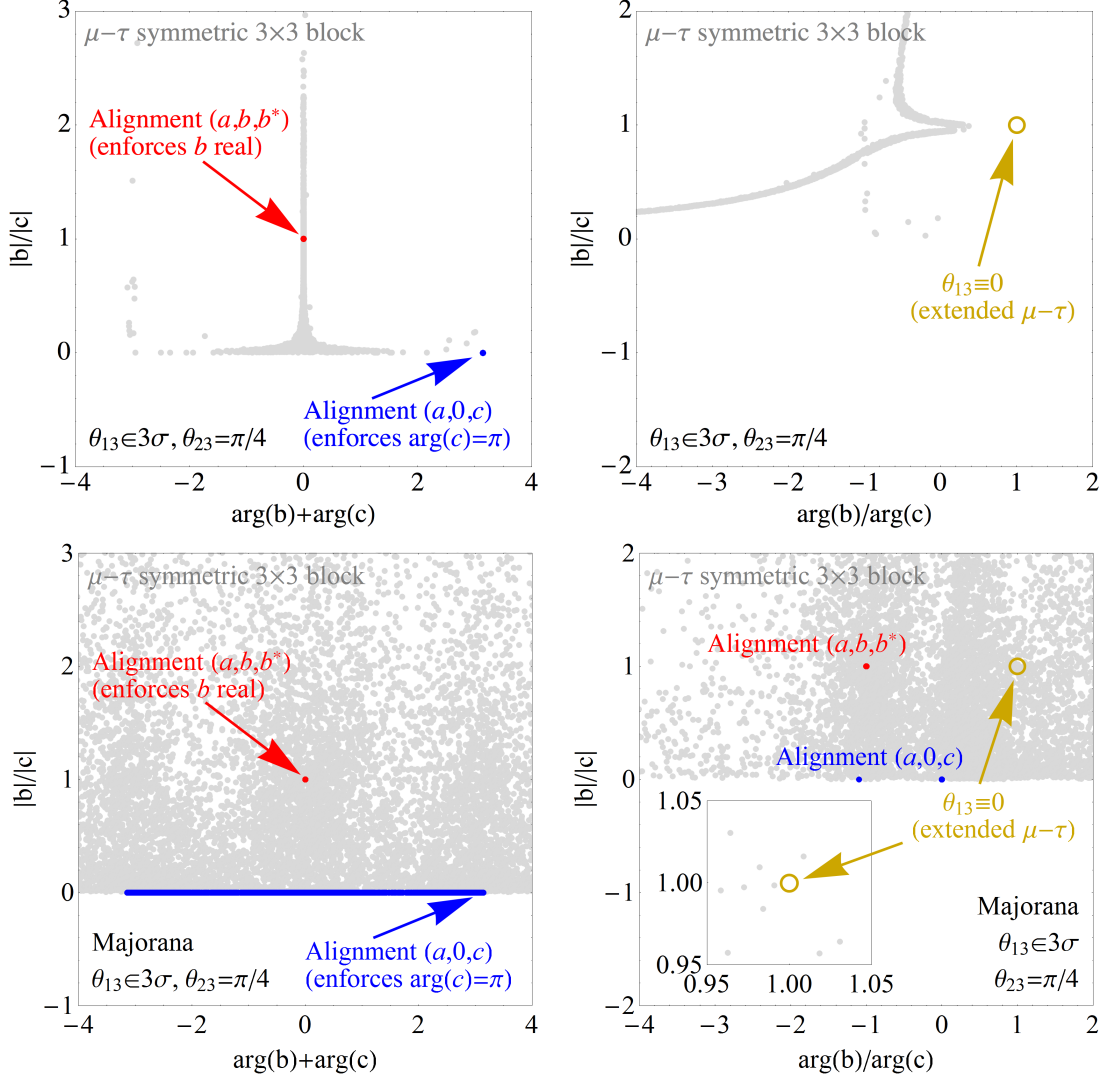 3
2
1
0
−1
−4
−2
0
2
4
|b|/|c|
arg(b)+arg(c)
μ−τ symmetric 3×3 block
Alignment (a,b,b*)
(enforces b real)
Alignment (a,0,c)
(enforces arg(c)=π)
θ13∈3σ, θ23=π/4
2
1
0
−1
−2
−4
−3
−2
−1
0
1
2
|b|/|c|
arg(b)/arg(c)
μ−τ symmetric 3×3 block
θ13≡0
(extended μ−τ)
θ13∈3σ, θ23=π/4
3
2
1
0
−1
−4
−2
0
2
4
|b|/|c|
arg(b)+arg(c)
μ−τ symmetric 3×3 block
Alignment (a,b,b*)
(enforces b real)
Alignment (a,0,c)
(enforces arg(c)=π)
Majorana
θ13∈3σ, θ23=π/4
2
1
0
−1
−2
−4
−3
−2
−1
0
1
2
|b|/|c|
arg(b)/arg(c)
μ−τ symmetric 3×3 block
Alignment (a,b,b*)
Alignment (a,0,c)
θ13≡0
(extended μ−τ)
1.05
1.00
0.95
0.95
1.00
1.05
Majorana
θ13∈3σ
θ23=π/4